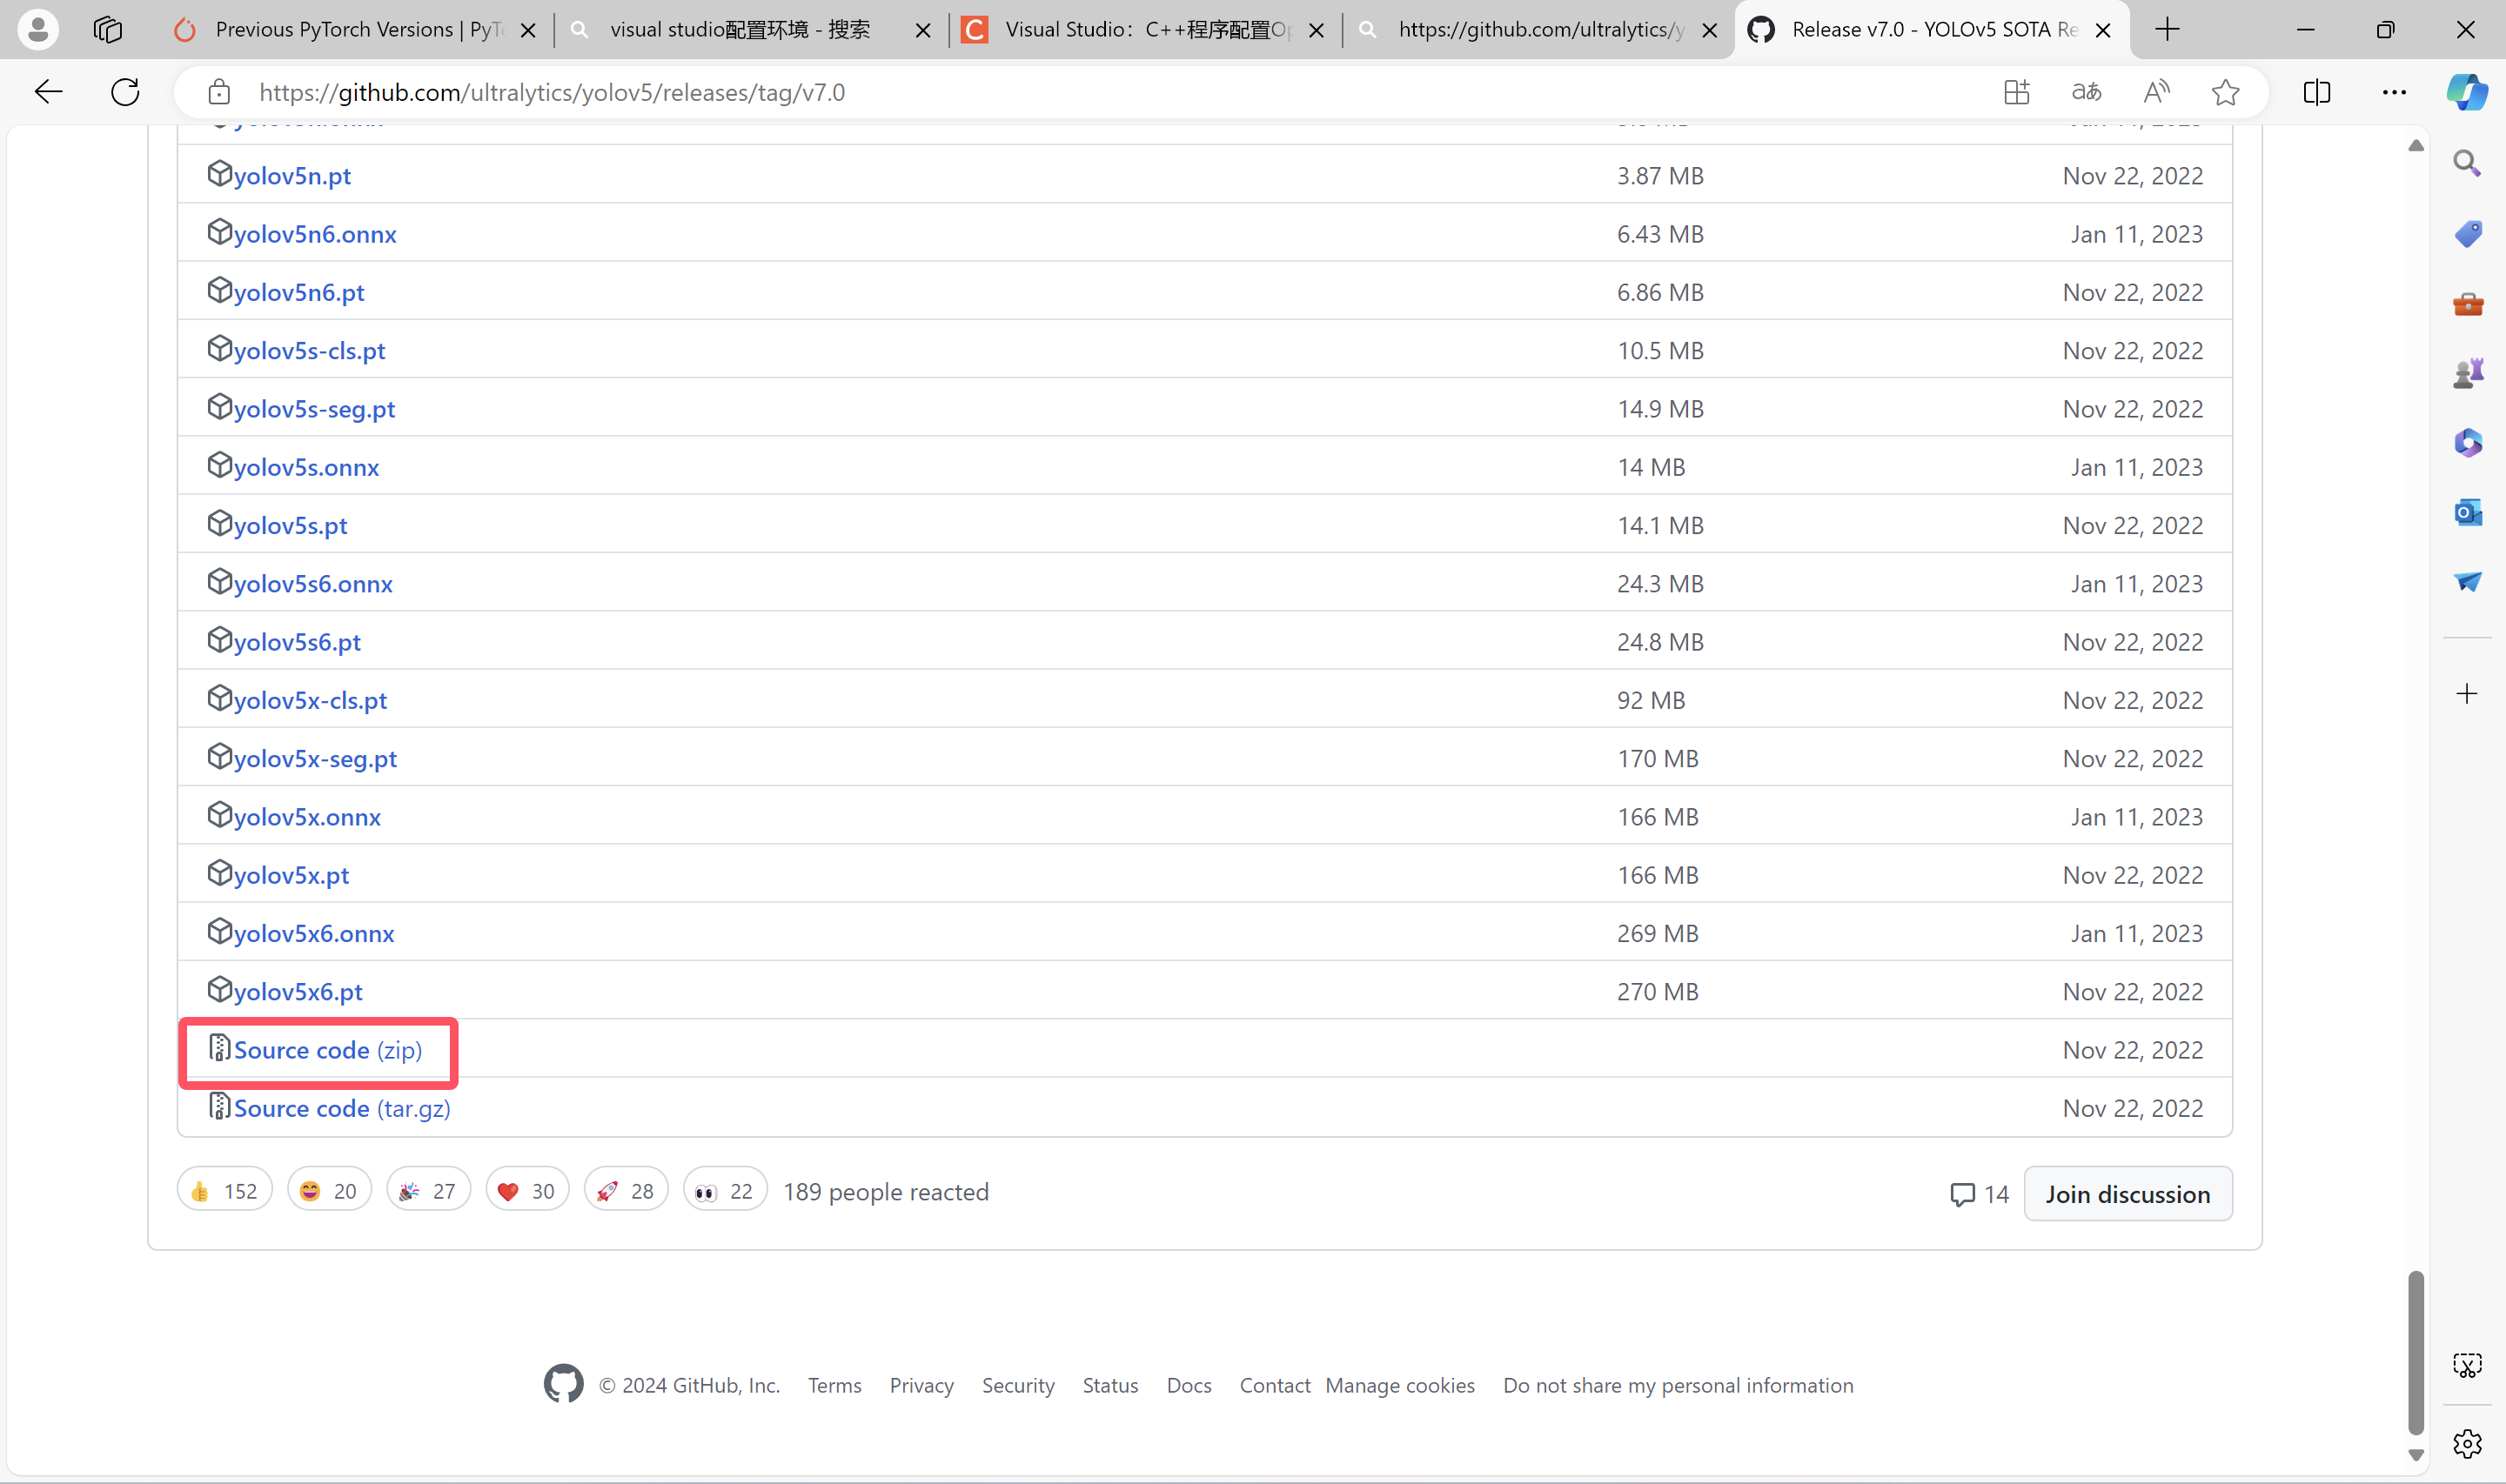 Previous PyTorch Versions | PyT
visual studio配置环境 - 搜索
Visual Studio：C++程序配置Op
https://github.com/ultralytics/y
Release v7.0 - YOLOv5 SOTA Re
https://github.com/ultralytics/yolov5/releases/tag/v7.0
yolov5n.pt 3.87 MB Nov 22, 2022
yolov5n6.onnx 6.43 MB Jan 11, 2023
yolov5n6.pt 6.86 MB Nov 22, 2022
yolov5s-cls.pt 10.5 MB Nov 22, 2022
yolov5s-seg.pt 14.9 MB Nov 22, 2022
yolov5s.onnx 14 MB Jan 11, 2023
yolov5s.pt 14.1 MB Nov 22, 2022
yolov5s6.onnx 24.3 MB Jan 11, 2023
yolov5s6.pt 24.8 MB Nov 22, 2022
yolov5x-cls.pt 92 MB Nov 22, 2022
yolov5x-seg.pt 170 MB Nov 22, 2022
yolov5x.onnx 166 MB Jan 11, 2023
yolov5x.pt 166 MB Nov 22, 2022
yolov5x6.onnx 269 MB Jan 11, 2023
yolov5x6.pt 270 MB Nov 22, 2022
Source code (zip) Nov 22, 2022
Source code (tar.gz) Nov 22, 2022
👍 152 😄 20 🎉 27 ❤️ 30 🚀 28 👀 22 189 people reacted 14 Join discussion
© 2024 GitHub, Inc. Terms Privacy Security Status Docs Contact Manage cookies Do not share my personal information